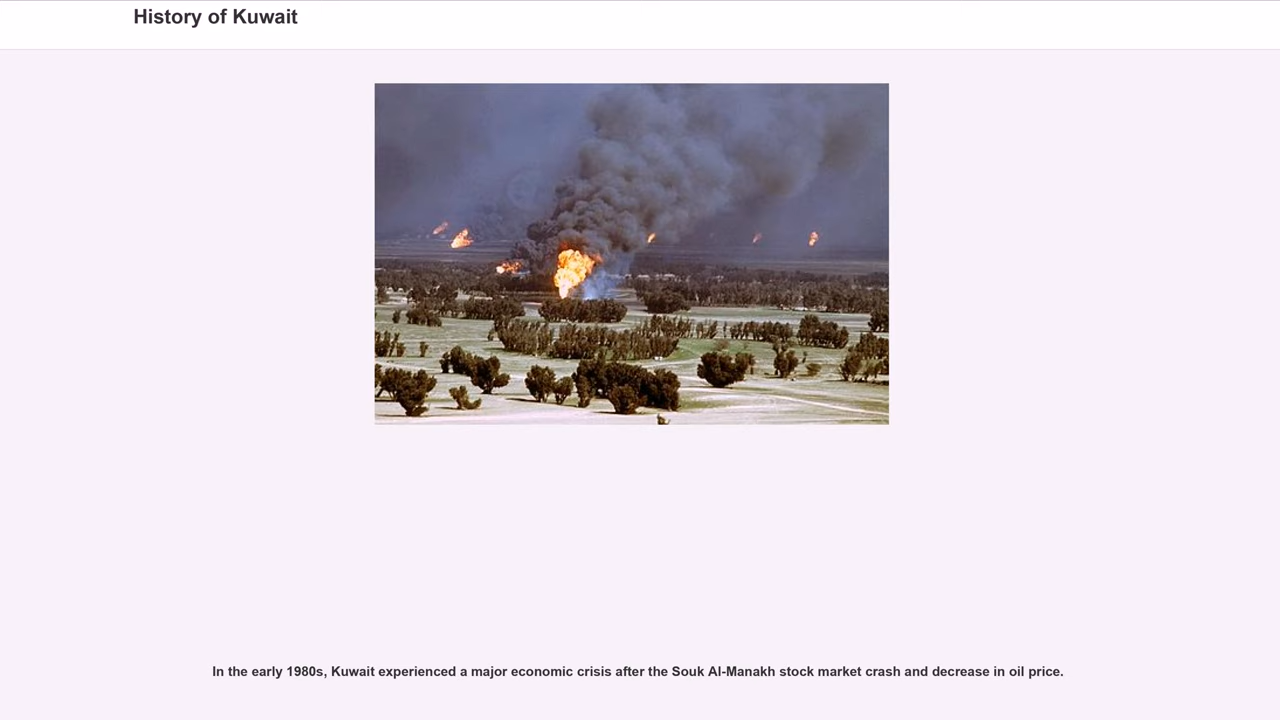 History of Kuwait
In the early 1980s, Kuwait experienced a major economic crisis after the Souk Al-Manakh stock market crash and decrease in oil price.